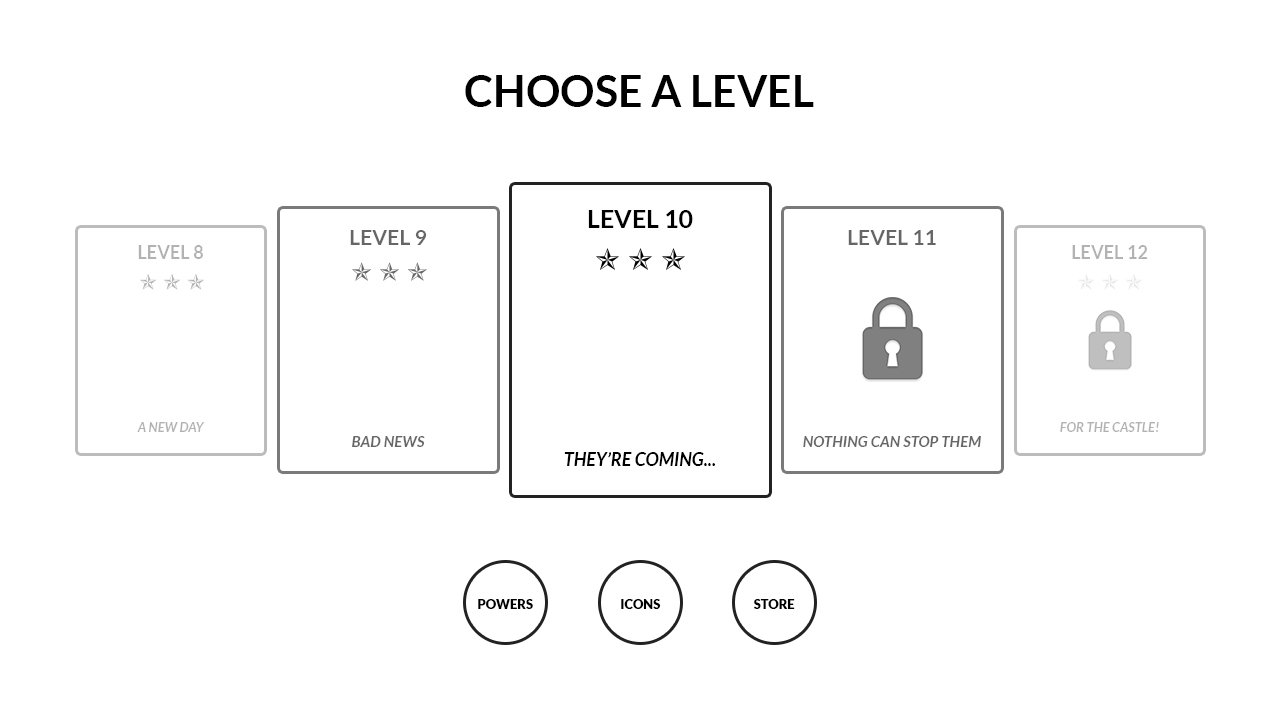 CHOOSE A LEVEL
LEVEL 8
A NEW DAY
LEVEL 9
BAD NEWS
LEVEL 10
THEY'RE COMING...
LEVEL 11
NOTHING CAN STOP THEM
LEVEL 12
FOR THE CASTLE!
POWERS
ICONS
STORE